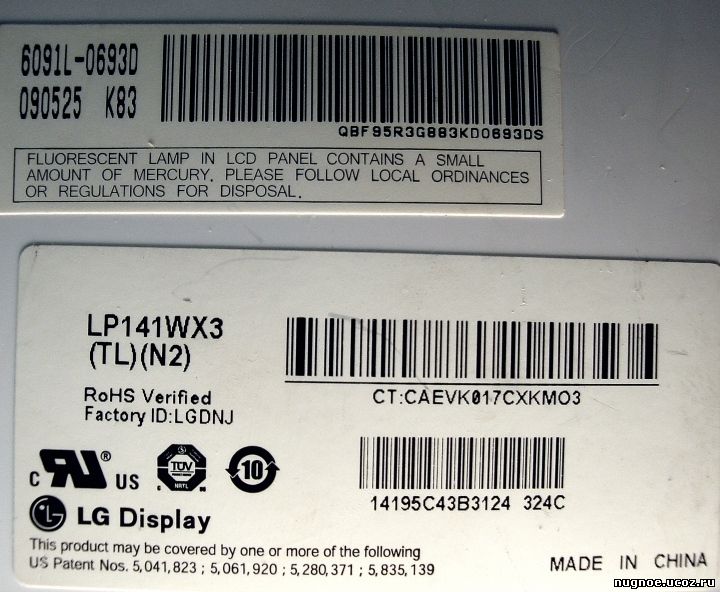 6091L-0693D
090525 K83
QBF95R3G883KD0693DS
FLUORESCENT LAMP IN LCD PANEL CONTAINS A SMALL
AMOUNT OF MERCURY. PLEASE FOLLOW LOCAL ORDINANCES
OR REGULATIONS FOR DISPOSAL.
LP141WX3
(TL)(N2)
RoHS Verified
Factory ID:LGDNJ
CT:CAEVK017CXKMO3
C RU ® US
TÜV
NRTL
10
14195C43B3124 324C
LG Display
This product may be covered by one or more of the following
US Patent Nos. 5,041,823 ; 5,061,920 ; 5,280,371 ; 5,835,139
MADE IN CHINA
nugnoe.ucoz.ru